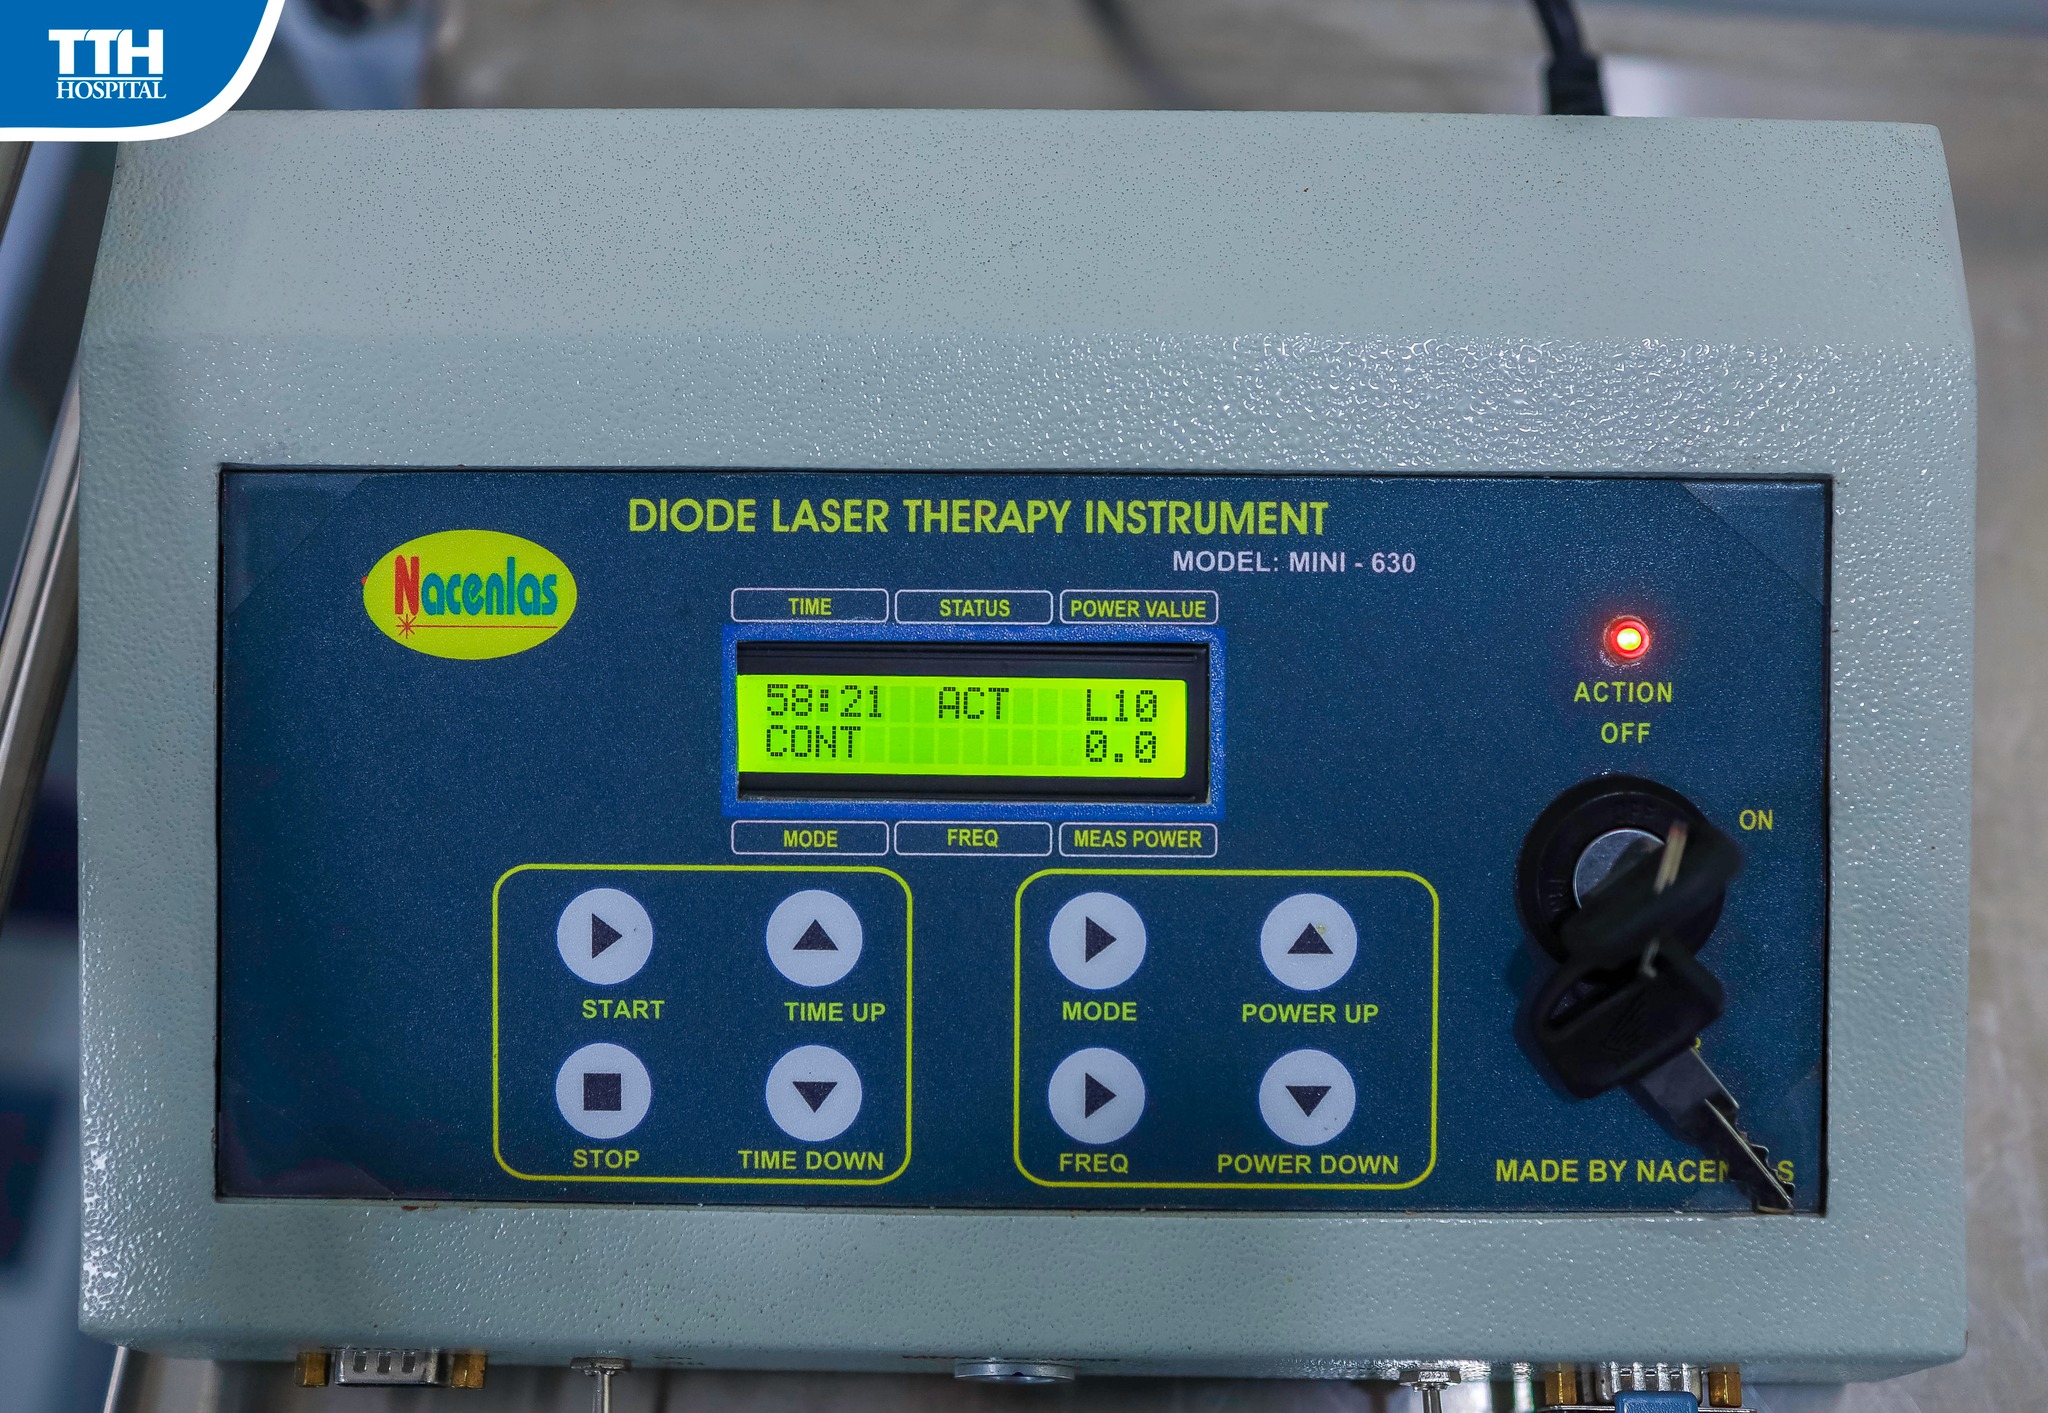 TTH
HOSPITAL
DIODE LASER THERAPY INSTRUMENT
MODEL: MINI - 630
Nacenlas
TIME STATUS POWER VALUE
58:21 ACT L10
CONT 0.0
MODE FREQ MEAS POWER
ACTION
OFF
ON
START TIME UP
STOP TIME DOWN
MODE POWER UP
FREQ POWER DOWN
MADE BY